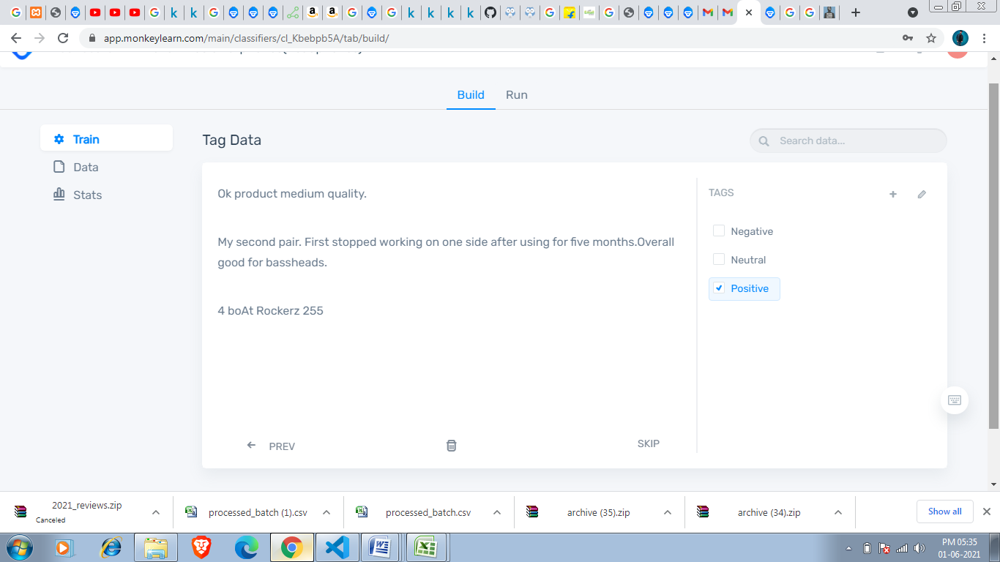 app.monkeylearn.com/main/classifiers/cl_Kbebpb5A/tab/build/
Build
Run
Train
Data
Stats
Tag Data
Search data...
Ok product medium quality.
My second pair. First stopped working on one side after using for five months.Overall
good for bassheads.
4 boAt Rockerz 255
TAGS
Negative
Neutral
Positive
PREV
SKIP
2021_reviews.zip
Canceled
processed_batch (1).csv
processed_batch.csv
archive (35).zip
archive (34).zip
Show all
PM 05:35
01-06-2021